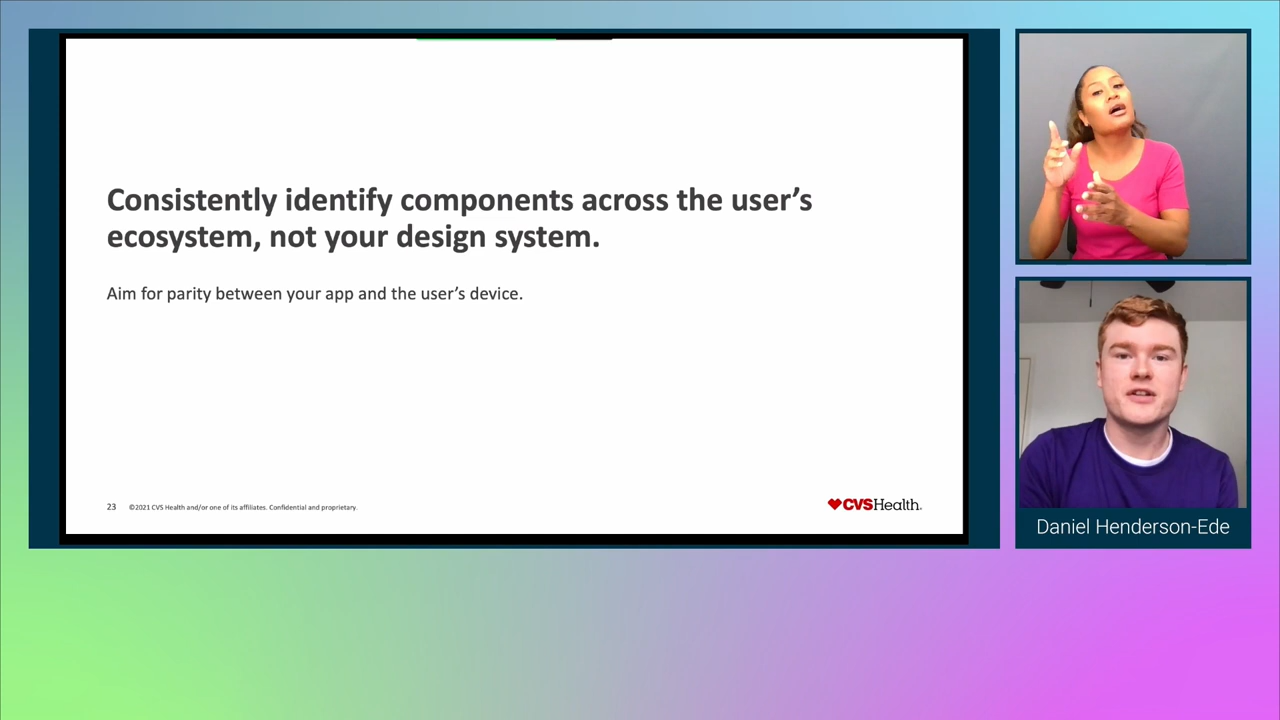 Consistently identify components across the user’s
ecosystem, not your design system.
Aim for parity between your app and the user’s device.
23 ©2021 CVS Health and/or one of its affiliates. Confidential and proprietary.
CVSHealth.
Daniel Henderson-Ede